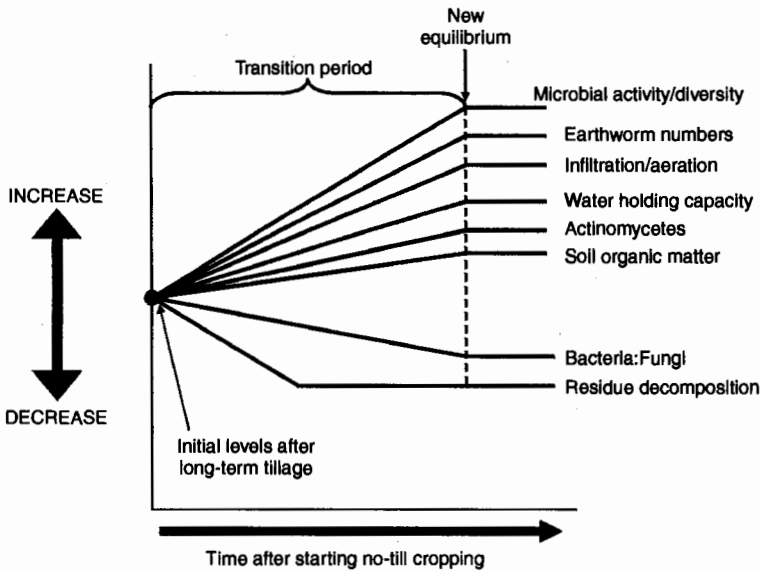 New
equilibrium
Transition period
Microbial activity/diversity
Earthworm numbers
Infiltration/aeration
INCREASE
Water holding capacity
Actinomycetes
Soil organic matter
Bacteria:Fungi
Residue decomposition
DECREASE
Initial levels after
long-term tillage
Time after starting no-till cropping